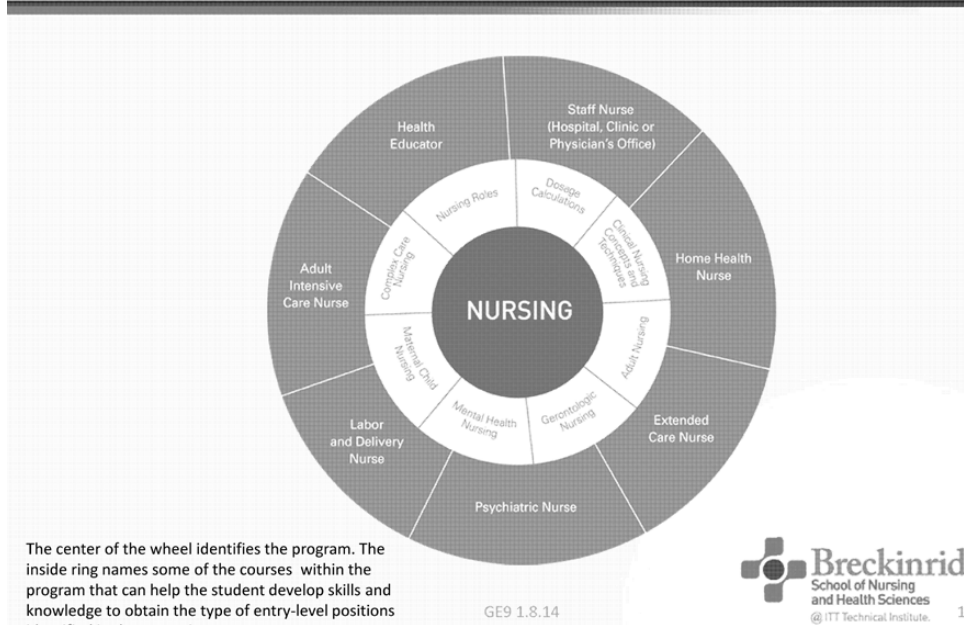 Staff Nurse
(Hospital, Clinic or
Physician's Office)
Home Health
Nurse
Extended
Care Nurse
Psychiatric Nurse
Labor
and Delivery
Nurse
Adult
Intensive
Care Nurse
Health
Educator
Dosage
Calculations
Clinical Nursing
Concepts and
Techniques
Adult Nursing
Gerontologic
Nursing
Mental Health
Nursing
Maternal Child
Nursing
Complex Care
Nursing
Nursing Roles
NURSING
The center of the wheel identifies the program. The
inside ring names some of the courses within the
program that can help the student develop skills and
knowledge to obtain the type of entry-level positions
GE9 1.8.14
Breckinrid
School of Nursing
and Health Sciences
@ ITT Technical Institute.
1